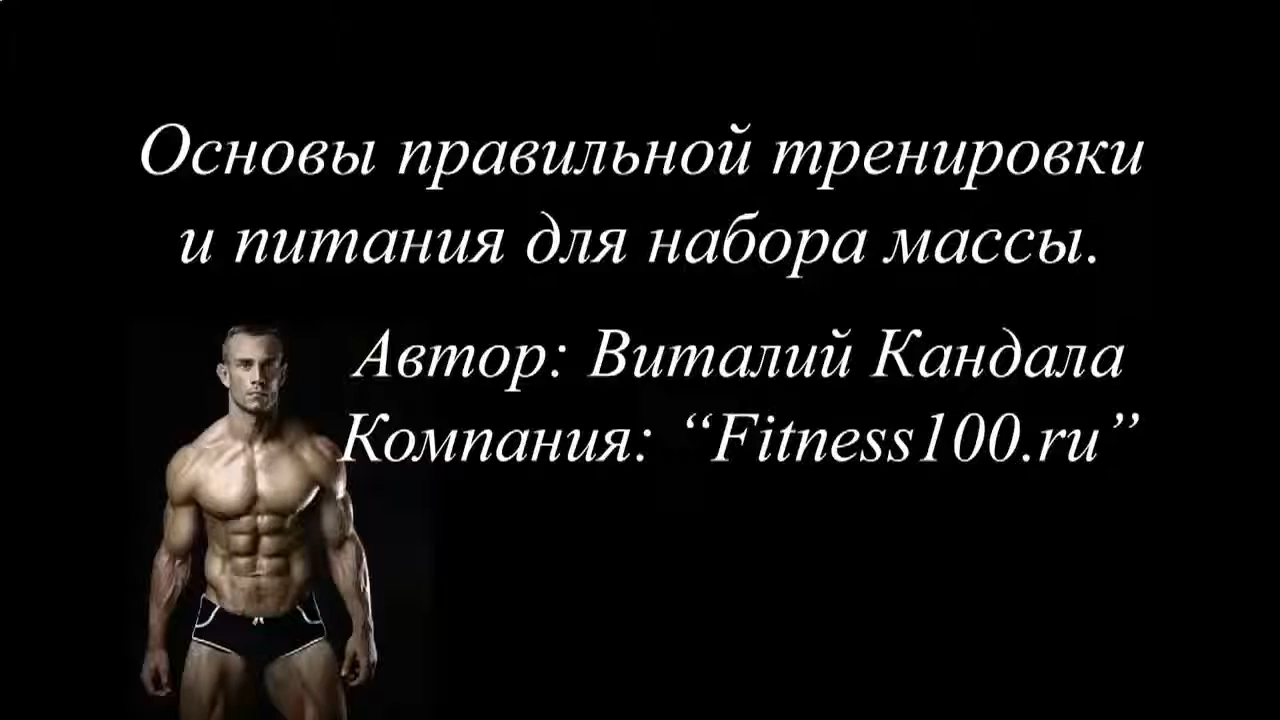 Основы правильной тренировки
и питания для набора массы.
Автор: Виталий Кандала
Компания: “Fitness100.ru”